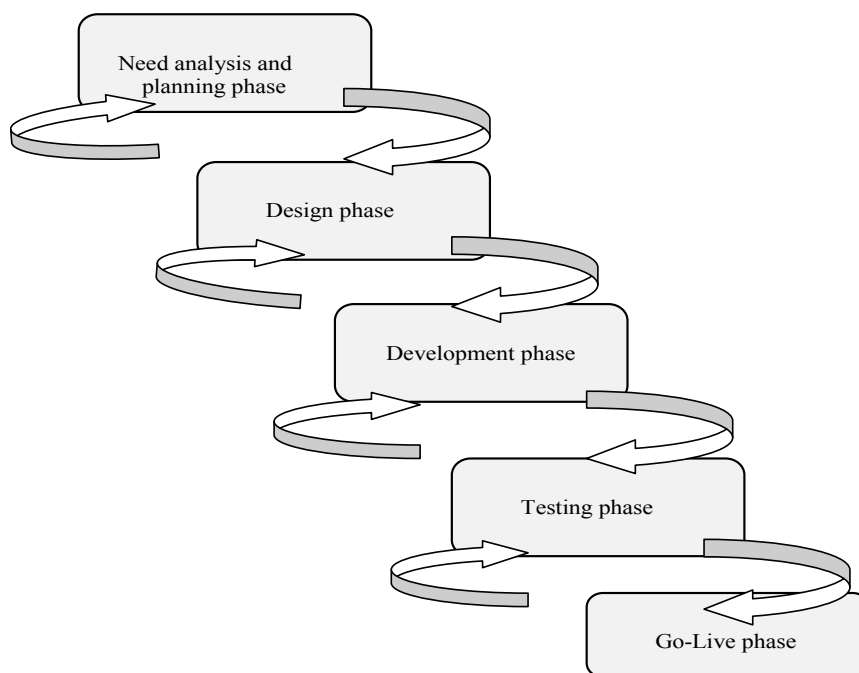 Need analysis and
planning phase
Design phase
Development phase
Testing phase
Go-Live phase